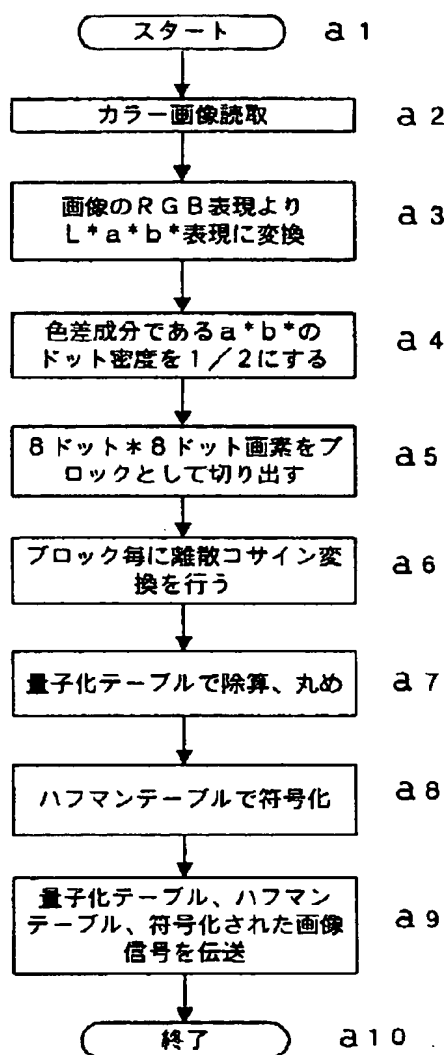 スタート a1
カラー画像読取 a2
画像のRGB表現より
L*a*b*表現に変換 a3
色差成分であるa*b*の
ドット密度を1/2にする a4
8ドット*8ドット画素をブ
ロックとして切り出す a5
ブロック毎に離散コサイン変
換を行う a6
量子化テーブルで除算、丸め a7
ハフマンテーブルで符号化 a8
量子化テーブル、ハフマン
テーブル、符号化された画像
信号を伝送 a9
終了 a10